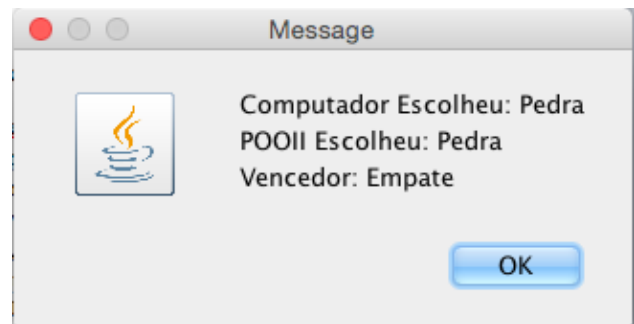 Message
Computador Escolheu: Pedra
POOII Escolheu: Pedra
Vencedor: Empate
OK